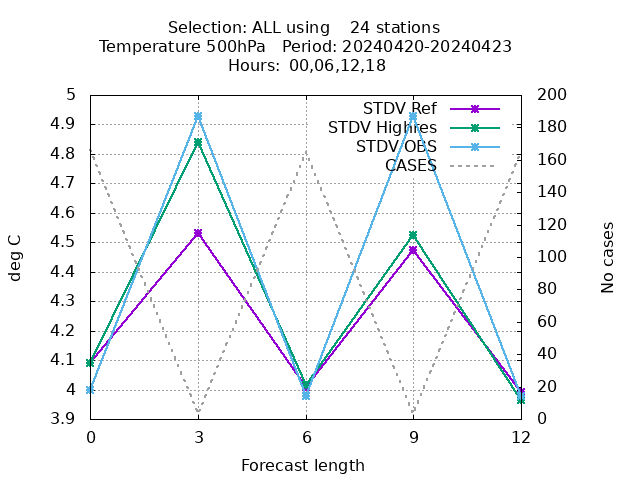 Selection: ALL using    24 stations
Temperature 500hPa   Period: 20240420-20240423
Hours: 00,06,12,18
5
4.9
4.8
4.7
4.6
4.5
4.4
4.3
4.2
4.1
4
3.9
deg C
STDV Ref
STDV Highres
STDV OBS
CASES
200
180
160
140
120
100
80
60
40
20
0
No cases
0
3
6
9
12
Forecast length